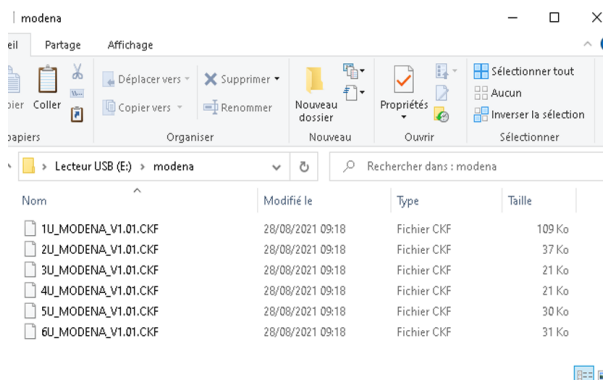 modena
Partage Affichage
Coller
Déplacer vers
Copier vers
Supprimer
Renommer
Nouveau dossier
Propriétés
Sélectionner tout
Aucun
Inverser la sélection
Organiser Nouveau Ouvrir Sélectionner
Lecteur USB (E:) > modena
Rechercher dans : modena
Nom Modifié le Type Taille
1U_MODENA_V1.01.CKF 28/08/2021 09:18 Fichier CKF 109 Ko
2U_MODENA_V1.01.CKF 28/08/2021 09:18 Fichier CKF 37 Ko
3U_MODENA_V1.01.CKF 28/08/2021 09:18 Fichier CKF 21 Ko
4U_MODENA_V1.01.CKF 28/08/2021 09:18 Fichier CKF 21 Ko
5U_MODENA_V1.01.CKF 28/08/2021 09:18 Fichier CKF 30 Ko
6U_MODENA_V1.01.CKF 28/08/2021 09:18 Fichier CKF 31 Ko